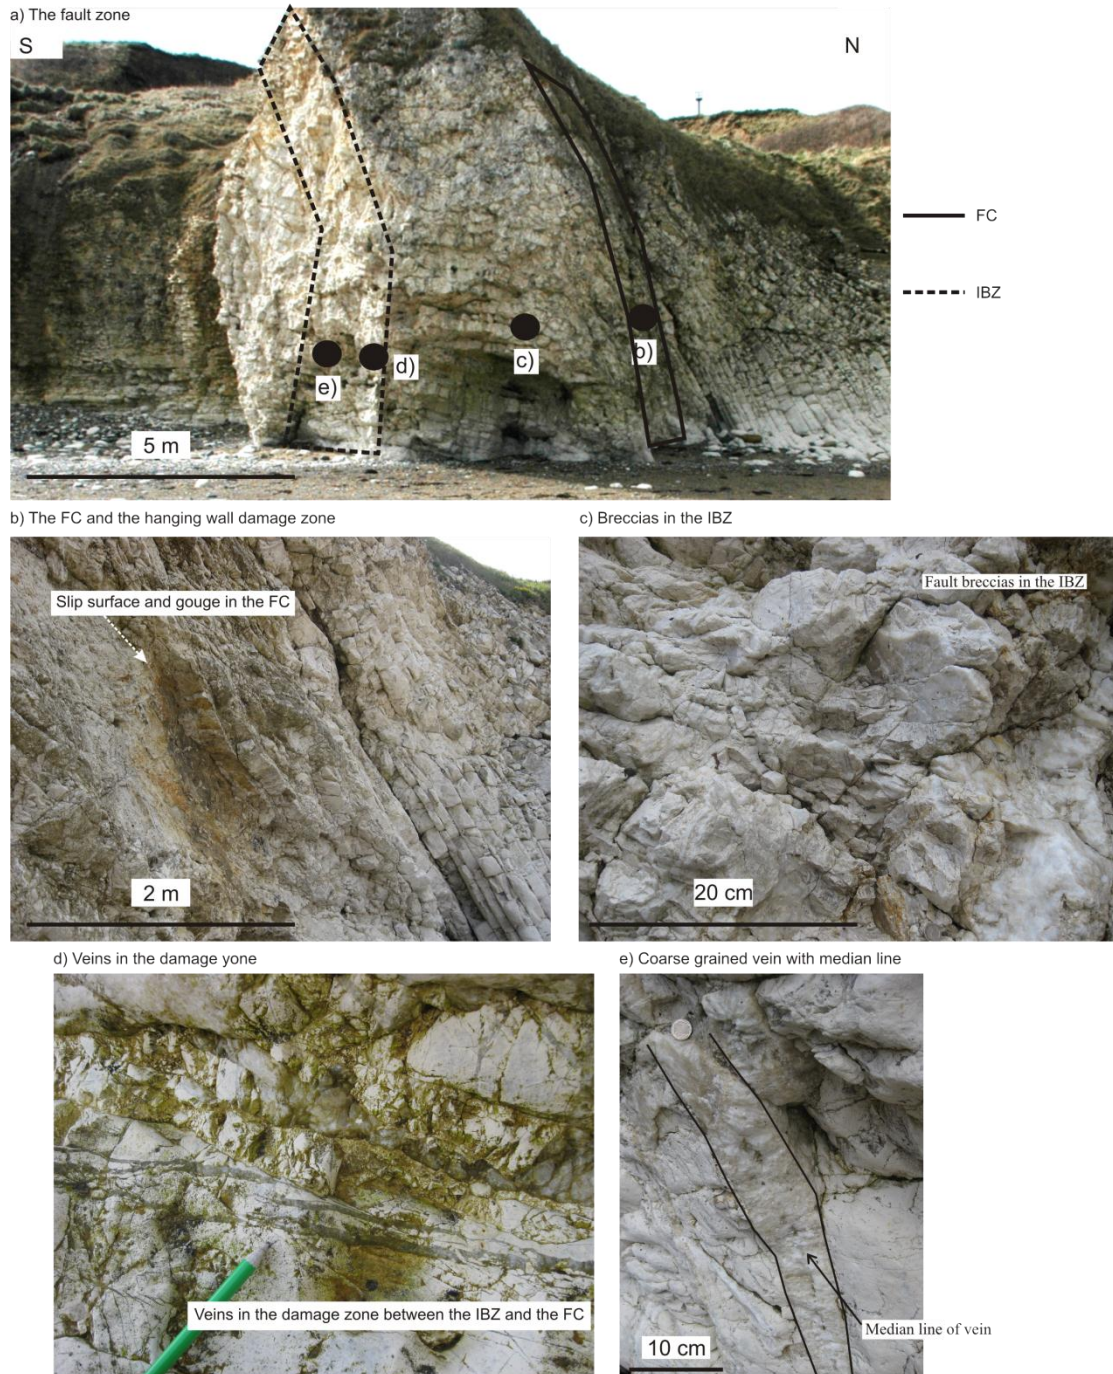 a) The fault zone
S
N
FC
IBZ
e)
d)
c)
b)
5 m
b) The FC and the hanging wall damage zone
c) Breccias in the IBZ
Slip surface and gouge in the FC
Fault breccias in the IBZ
2 m
20 cm
d) Veins in the damage yone
e) Coarse grained vein with median line
Veins in the damage zone between the IBZ and the FC
Median line of vein
10 cm